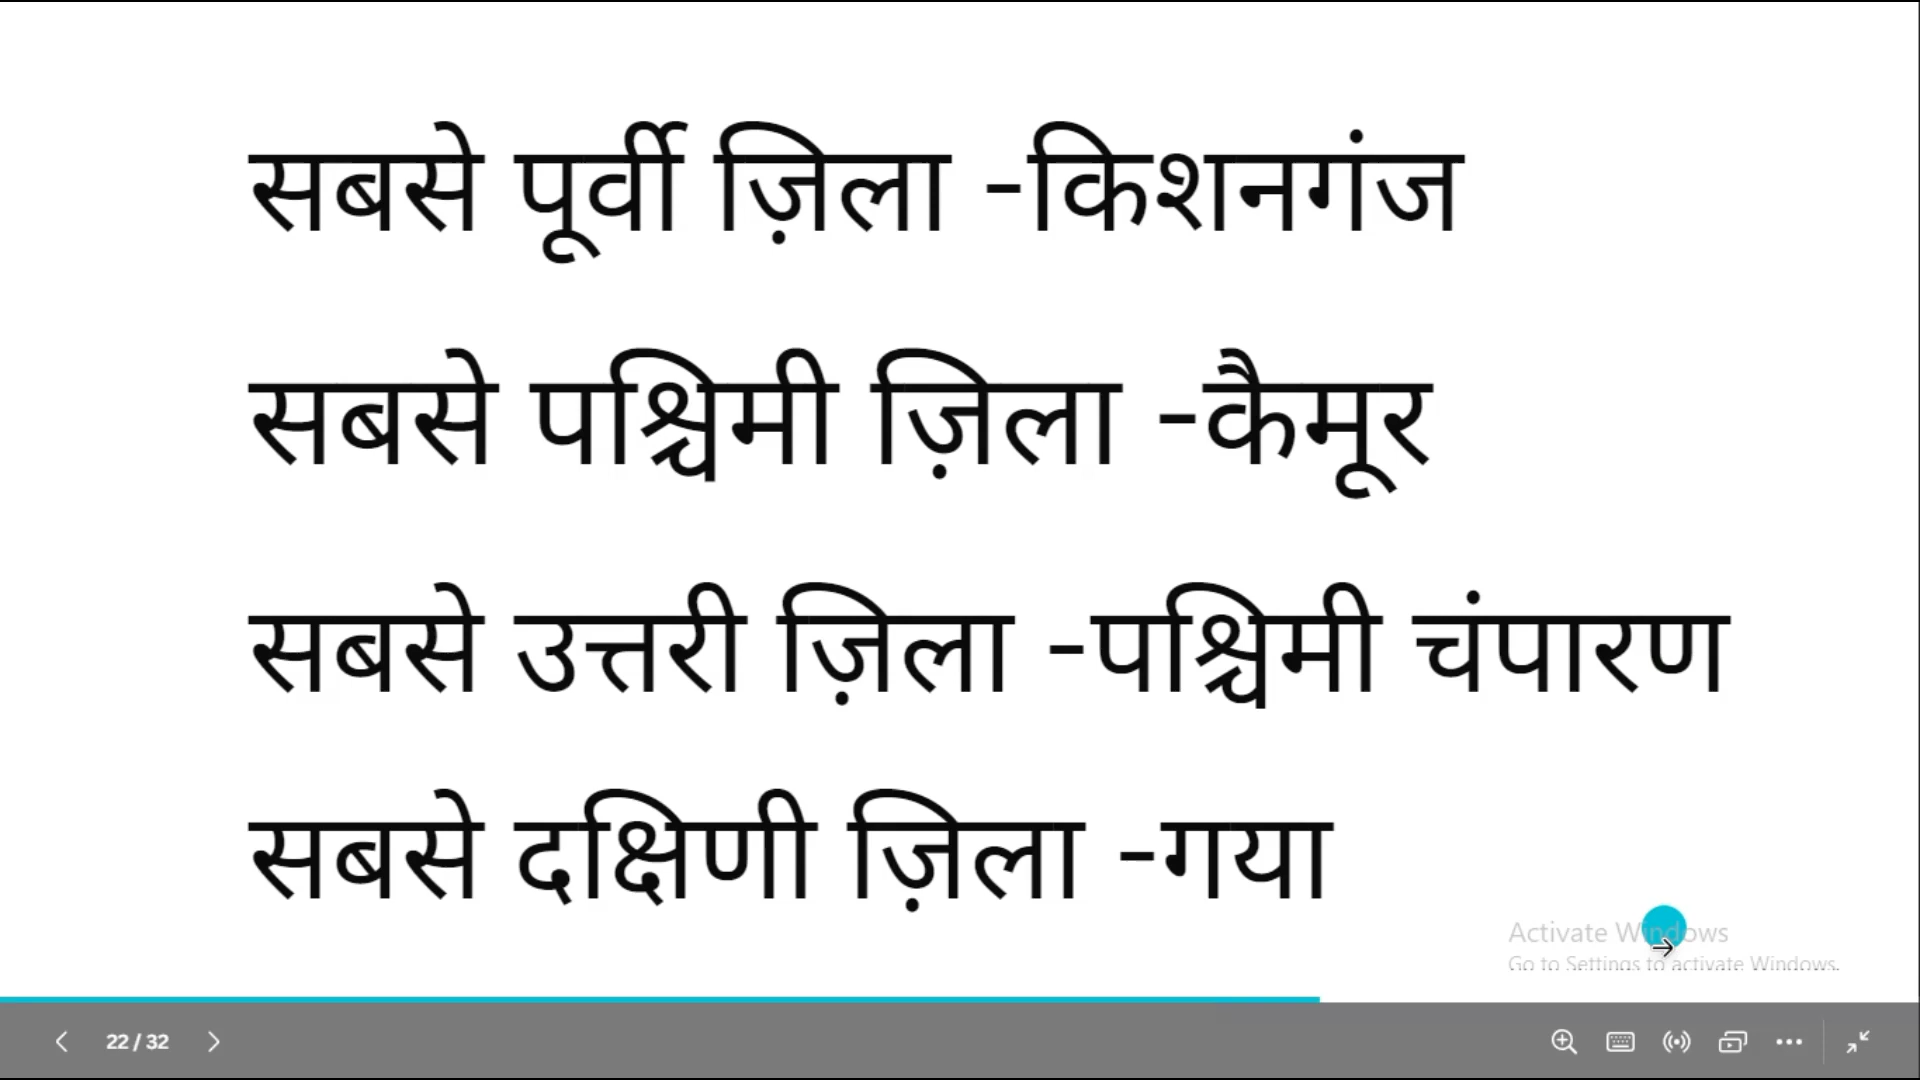 सबसे पूर्वी ज़िला -किशनगंज
सबसे पश्चिमी ज़िला -कैमूर
सबसे उत्तरी ज़िला -पश्चिमी चंपारण
सबसे दक्षिणी ज़िला -गया
Activate Windows
Go to Settings to activate Windows.
22 / 32